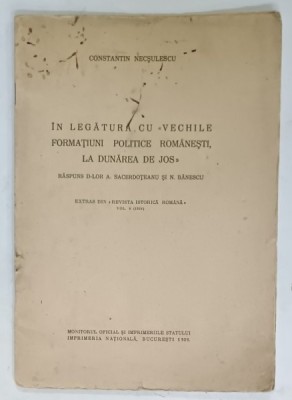 CONSTANTIN NECȘULESCU
ÎN LEGĂTURĂ CU «VECHILE
FORMAȚIUNI POLITICE ROMÂNEȘTI,
LA DUNĂREA DE JOS»
RĂSPUNS D-LOR A. SACERDOȚEANU ȘI N. BĂNESCU
EXTRAS DIN «REVISTA ISTORICĂ ROMÂNĂ»
MONITORUL OFICIAL ȘI IMPRIMERIILE STATULUI
IMPRIMERIA NAȚIONALĂ, BUCUREȘTI